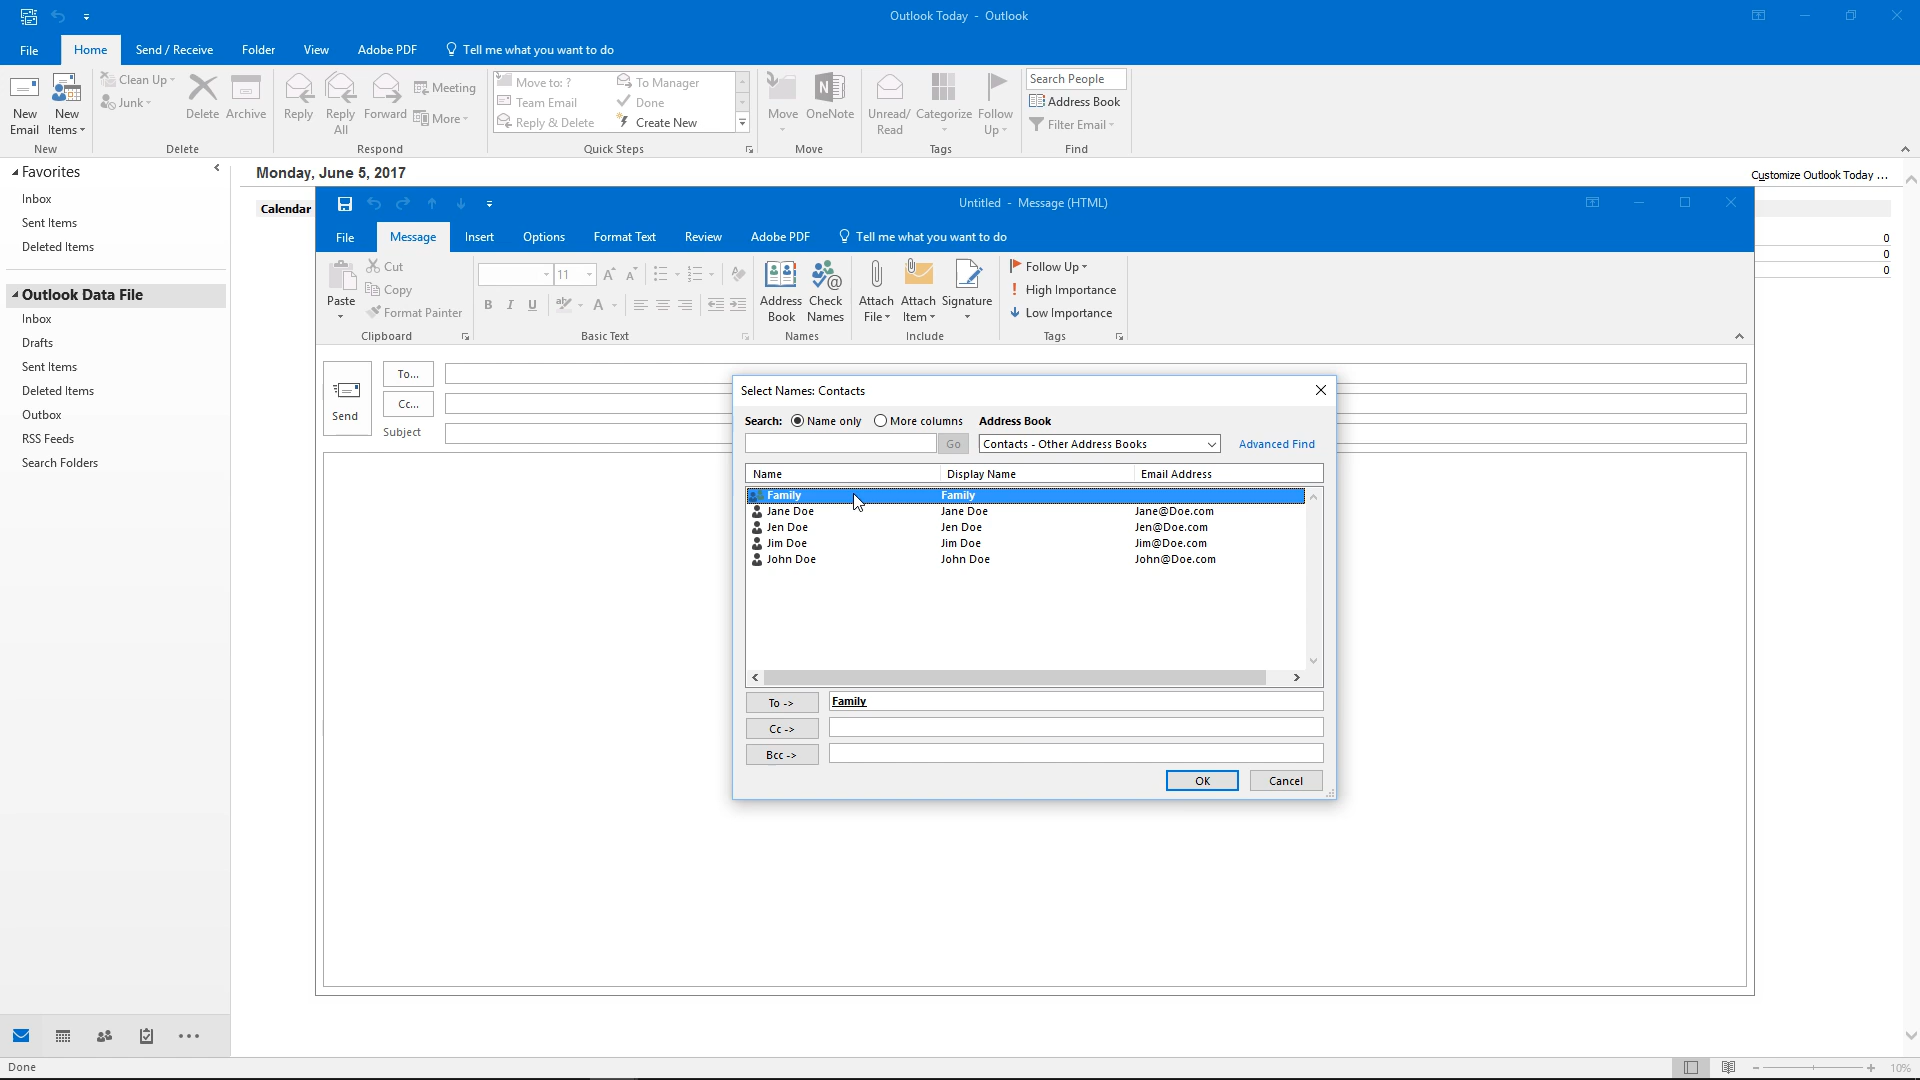 Outlook Today - Outlook
File Home Send / Receive Folder View Adobe PDF Tell me what you want to do
New Email
New Items
Clean Up
Junk
Delete
Archive
Reply
Reply All
Forward
Meeting
More
Move to: ?
Team Email
Reply & Delete
To Manager
Done
Create New
Move
OneNote
Unread/ Read
Categorize
Follow Up
Search People
Address Book
Filter Email
New Delete Respond Quick Steps Move Tags Find
Favorites
Inbox
Sent Items
Deleted Items
Outlook Data File
Inbox
Drafts
Sent Items
Deleted Items
Outbox
RSS Feeds
Search Folders
Monday, June 5, 2017
Customize Outlook Today ...
Calendar
0
0
0
Untitled - Message (HTML)
File Message Insert Options Format Text Review Adobe PDF Tell me what you want to do
Paste
Cut
Copy
Format Painter
11
B I U
Address Book
Check Names
Attach File
Attach Item
Signature
Follow Up
High Importance
Low Importance
Clipboard Basic Text Names Include Tags
Send
To...
Cc...
Subject
Select Names: Contacts
Search: Name only More columns Address Book
Go Contacts - Other Address Books Advanced Find
Name Display Name Email Address
Family Family
Jane Doe Jane Doe Jane@Doe.com
Jen Doe Jen Doe Jen@Doe.com
Jim Doe Jim Doe Jim@Doe.com
John Doe John Doe John@Doe.com
To -> Family
Cc ->
Bcc ->
OK Cancel
Done
10%